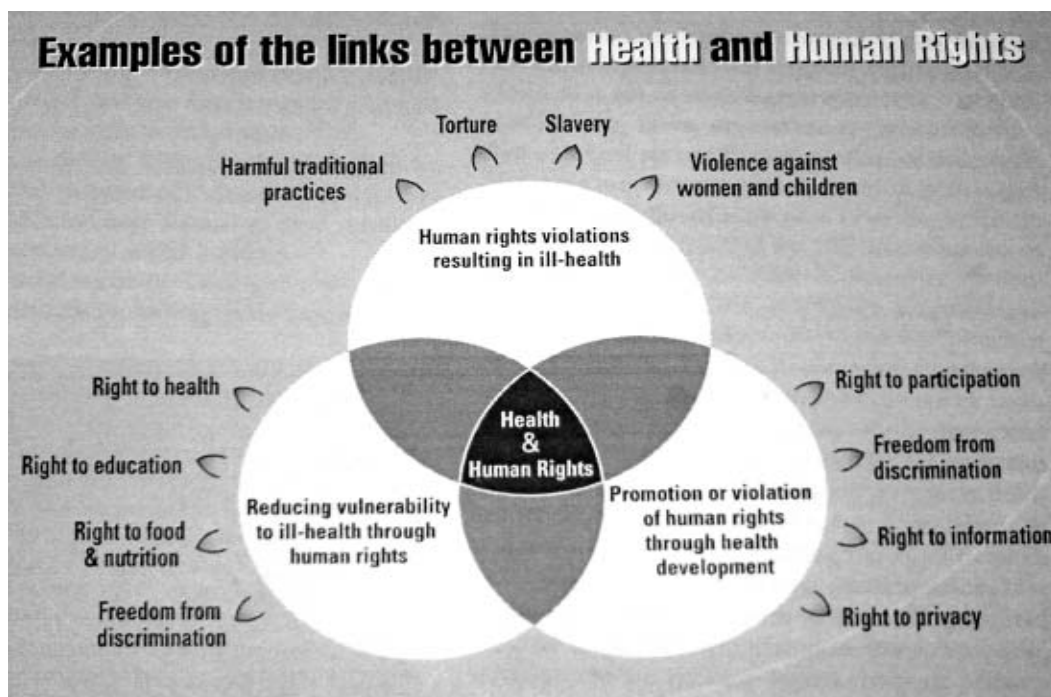 Examples of the links between Health and Human Rights
Torture
Slavery
Harmful traditional
practices
Violence against
women and children
Human rights violations
resulting in ill-health
Right to health
Right to education
Right to food
& nutrition
Freedom from
discrimination
Health
&
Human Rights
Reducing vulnerability
to ill-health through
human rights
Promotion or violation
of human rights
through health
development
Right to participation
Freedom from
discrimination
Right to information
Right to privacy